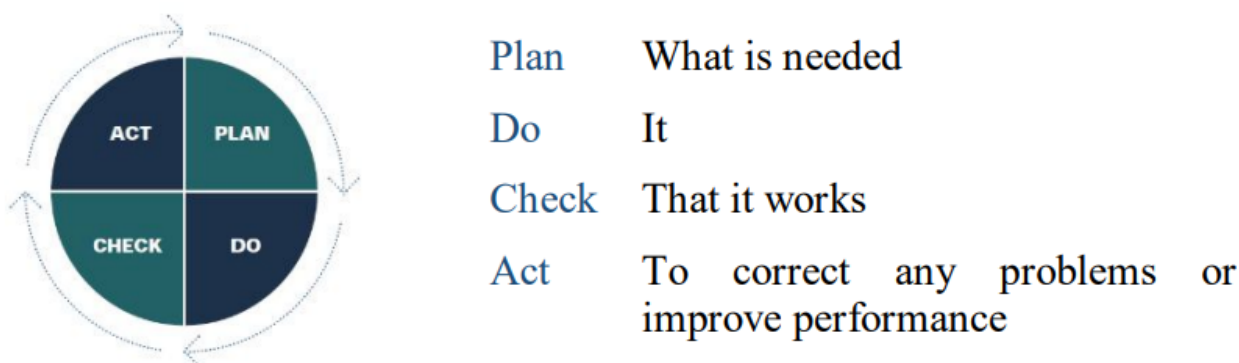 ACT PLAN
CHECK DO
Plan What is needed
Do It
Check That it works
Act To correct any problems or
improve performance